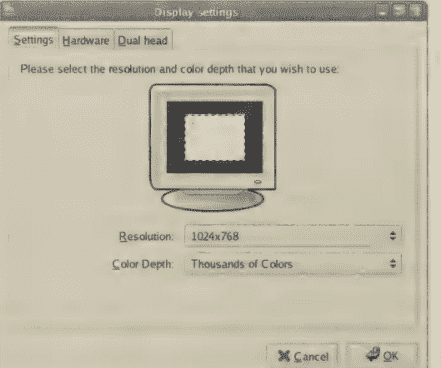 Display settings
Settings Hardware Dual head
Please select the resolution and color depth that you wish to use:
Resolution: 1024x768
Color Depth: Thousands of Colors
Cancel OK